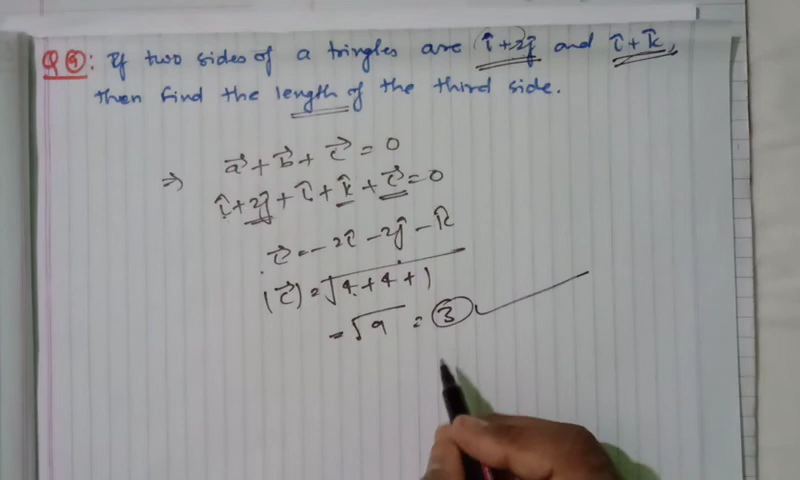 Q③: If two sides of a tringles are (î+2ĵ and î+k̂,
then find the length of the third side.
⇒ a⃗ + b⃗ + c⃗ = 0
î + 2ĵ + î + k̂ + c⃗ = 0
c⃗ = -2î - 2ĵ - k̂
|c⃗| = √4+4+1
= √9 = 3